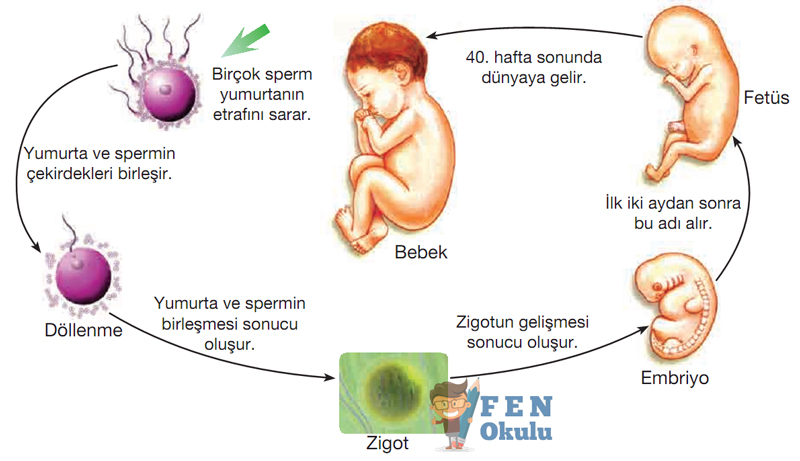 Birçok sperm
yumurtanın
etrafını sarar.
Yumurta ve spermin
çekirdekleri birleşir.
Döllenme
Yumurta ve spermin
birleşmesi sonucu
oluşur.
Zigot
Zigotun gelişmesi
sonucu oluşur.
Embriyo
İlk iki aydan sonra
bu adı alır.
Fetüs
40. hafta sonunda
dünyaya gelir.
Bebek
FEN
Okulu